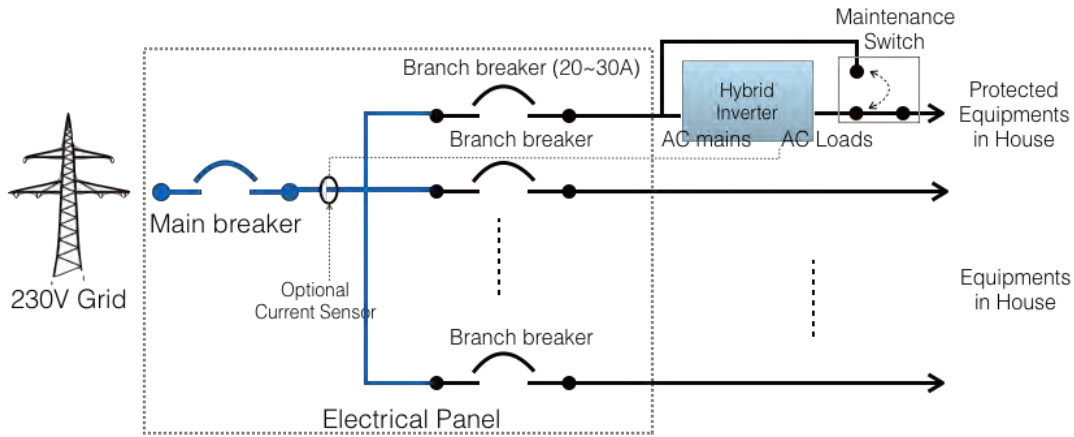 Maintenance
Switch
Branch breaker (20~30A)
Hybrid
Inverter
Protected
Equipments
in House
Branch breaker
AC mains
AC Loads
Main breaker
230V Grid
Optional
Current Sensor
Equipments
in House
Branch breaker
Electrical Panel